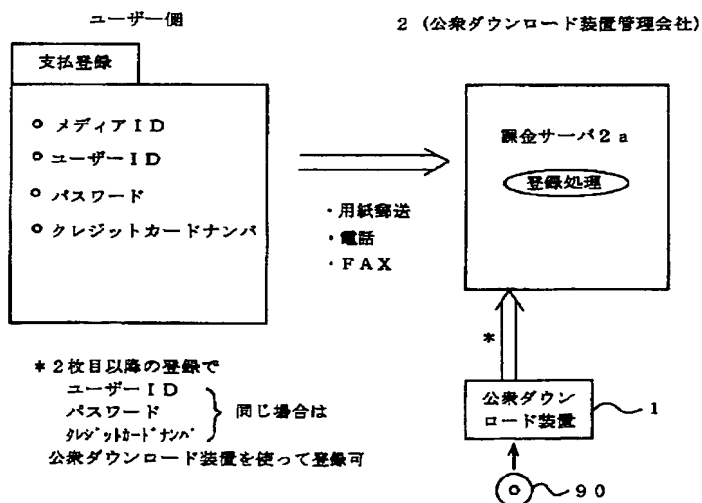 ユーザー側
2 (公衆ダウンロード装置管理会社)
支払登録
メディアID
ユーザーID
パスワード
クレジットカードナンバ
・用紙郵送
・電話
・FAX
課金サーバ2a
登録処理
*
公衆ダウン
ロード装置
1
90
*2枚目以降の登録で
ユーザーID
パスワード
クレジットカードナンバ
同じ場合は
公衆ダウンロード装置を使って登録可